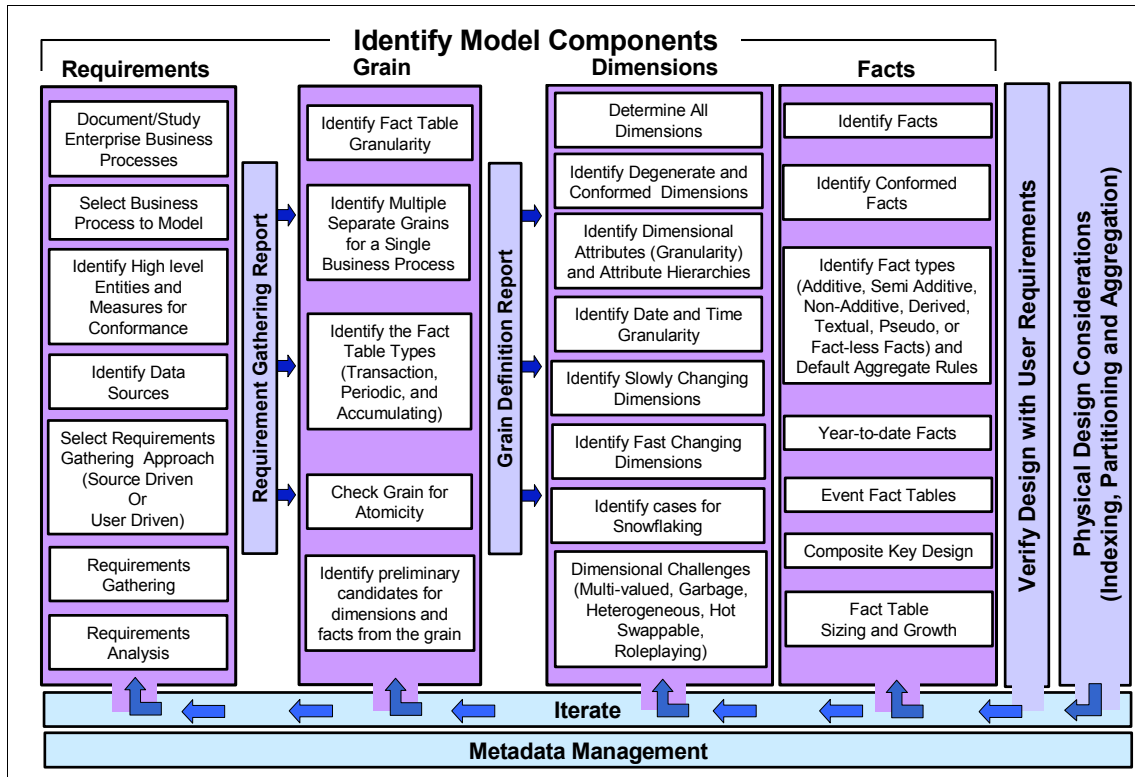 Identify Model Components
Requirements
Grain
Dimensions
Facts
Document/Study
Enterprise Business
Processes
Select Business
Process to Model
Identify High level
Entities and
Measures for
Conformance
Identify Data
Sources
Select Requirements
Gathering Approach
(Source Driven
Or
User Driven)
Requirements
Gathering
Requirements
Analysis
Requirement Gathering Report
Identify Fact Table
Granularity
Identify Multiple
Separate Grains
for a Single
Business Process
Identify the Fact
Table Types
(Transaction,
Periodic, and
Accumulating)
Check Grain for
Atomicity
Identify preliminary
candidates for
dimensions and
facts from the grain
Grain Definition Report
Determine All
Dimensions
Identify Degenerate and
Conformed Dimensions
Identify Dimensional
Attributes (Granularity)
and Attribute Hierarchies
Identify Date and Time
Granularity
Identify Slowly Changing
Dimensions
Identify Fast Changing
Dimensions
Identify cases for
Snowflaking
Dimensional Challenges
(Multi-valued, Garbage,
Heterogeneous, Hot
Swappable,
Roleplaying)
Identify Facts
Identify Conformed
Facts
Identify Fact types
(Additive, Semi Additive,
Non-Additive, Derived,
Textual, Pseudo, or
Fact-less Facts) and
Default Aggregate Rules
Year-to-date Facts
Event Fact Tables
Composite Key Design
Fact Table
Sizing and Growth
Verify Design with User Requirements
Physical Design Considerations
(Indexing, Partitioning and Aggregation)
Iterate
Metadata Management